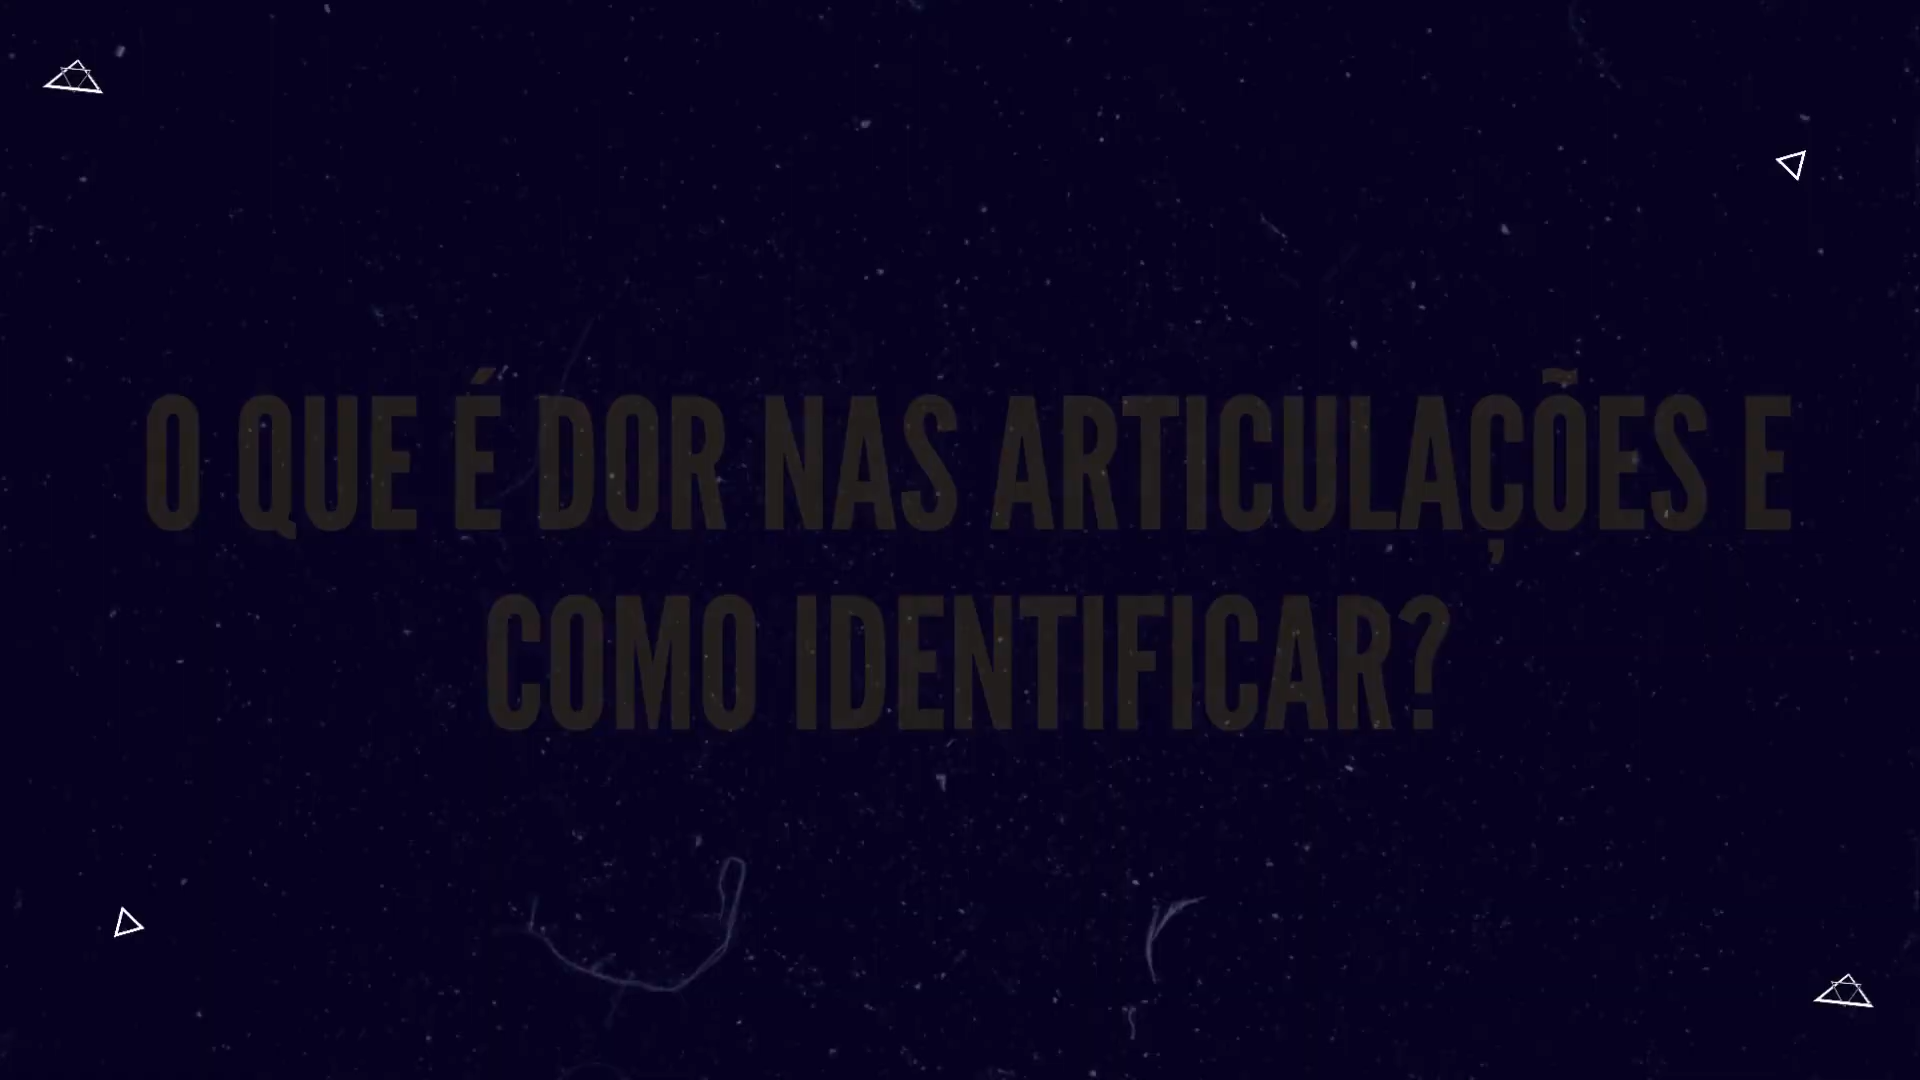 O QUE É DOR NAS ARTICULAÇÕES E
COMO IDENTIFICAR?